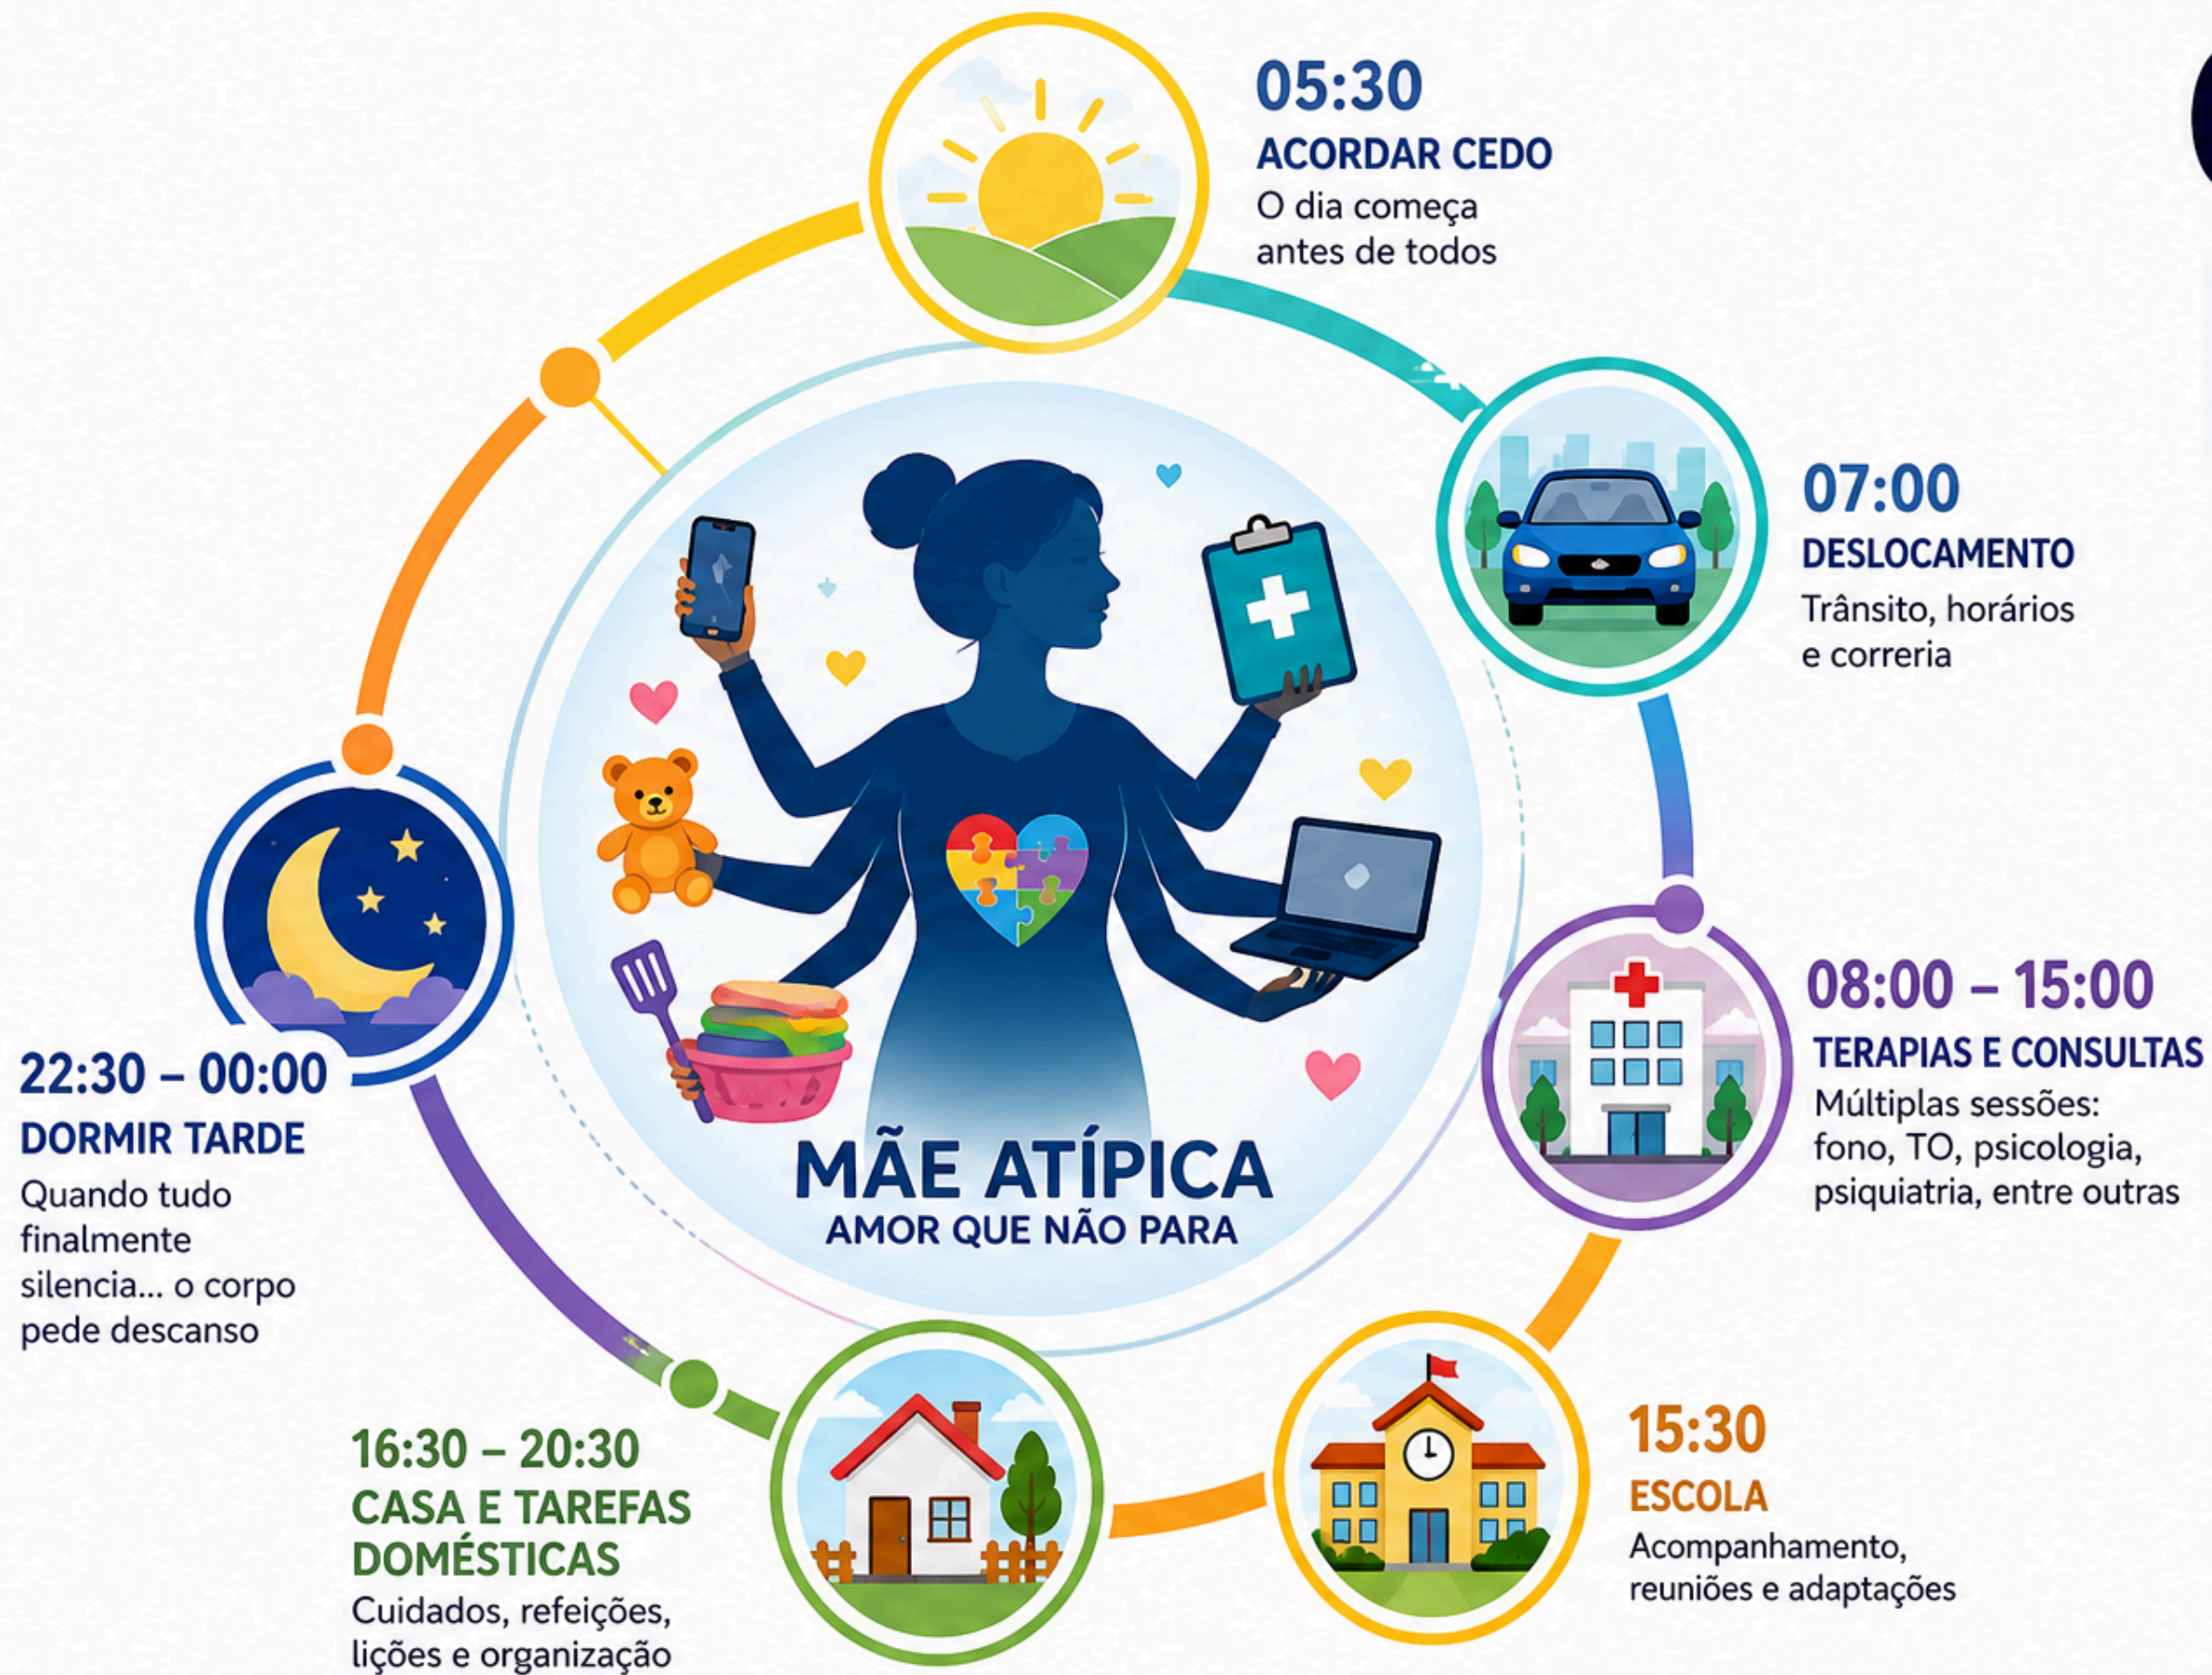 05:30
ACORDAR CEDO
O dia começa
antes de todos
07:00
DESLOCAMENTO
Trânsito, horários
e correria
08:00 – 15:00
TERAPIAS E CONSULTAS
Múltiplas sessões:
fono, TO, psicologia,
psiquiatria, entre outras
15:30
ESCOLA
Acompanhamento,
reuniões e adaptações
16:30 – 20:30
CASA E TAREFAS
DOMÉSTICAS
Cuidados, refeições,
lições e organização
22:30 – 00:00
DORMIR TARDE
Quando tudo
finalmente
silencia... o corpo
pede descanso
MÃE ATÍPICA
AMOR QUE NÃO PARA